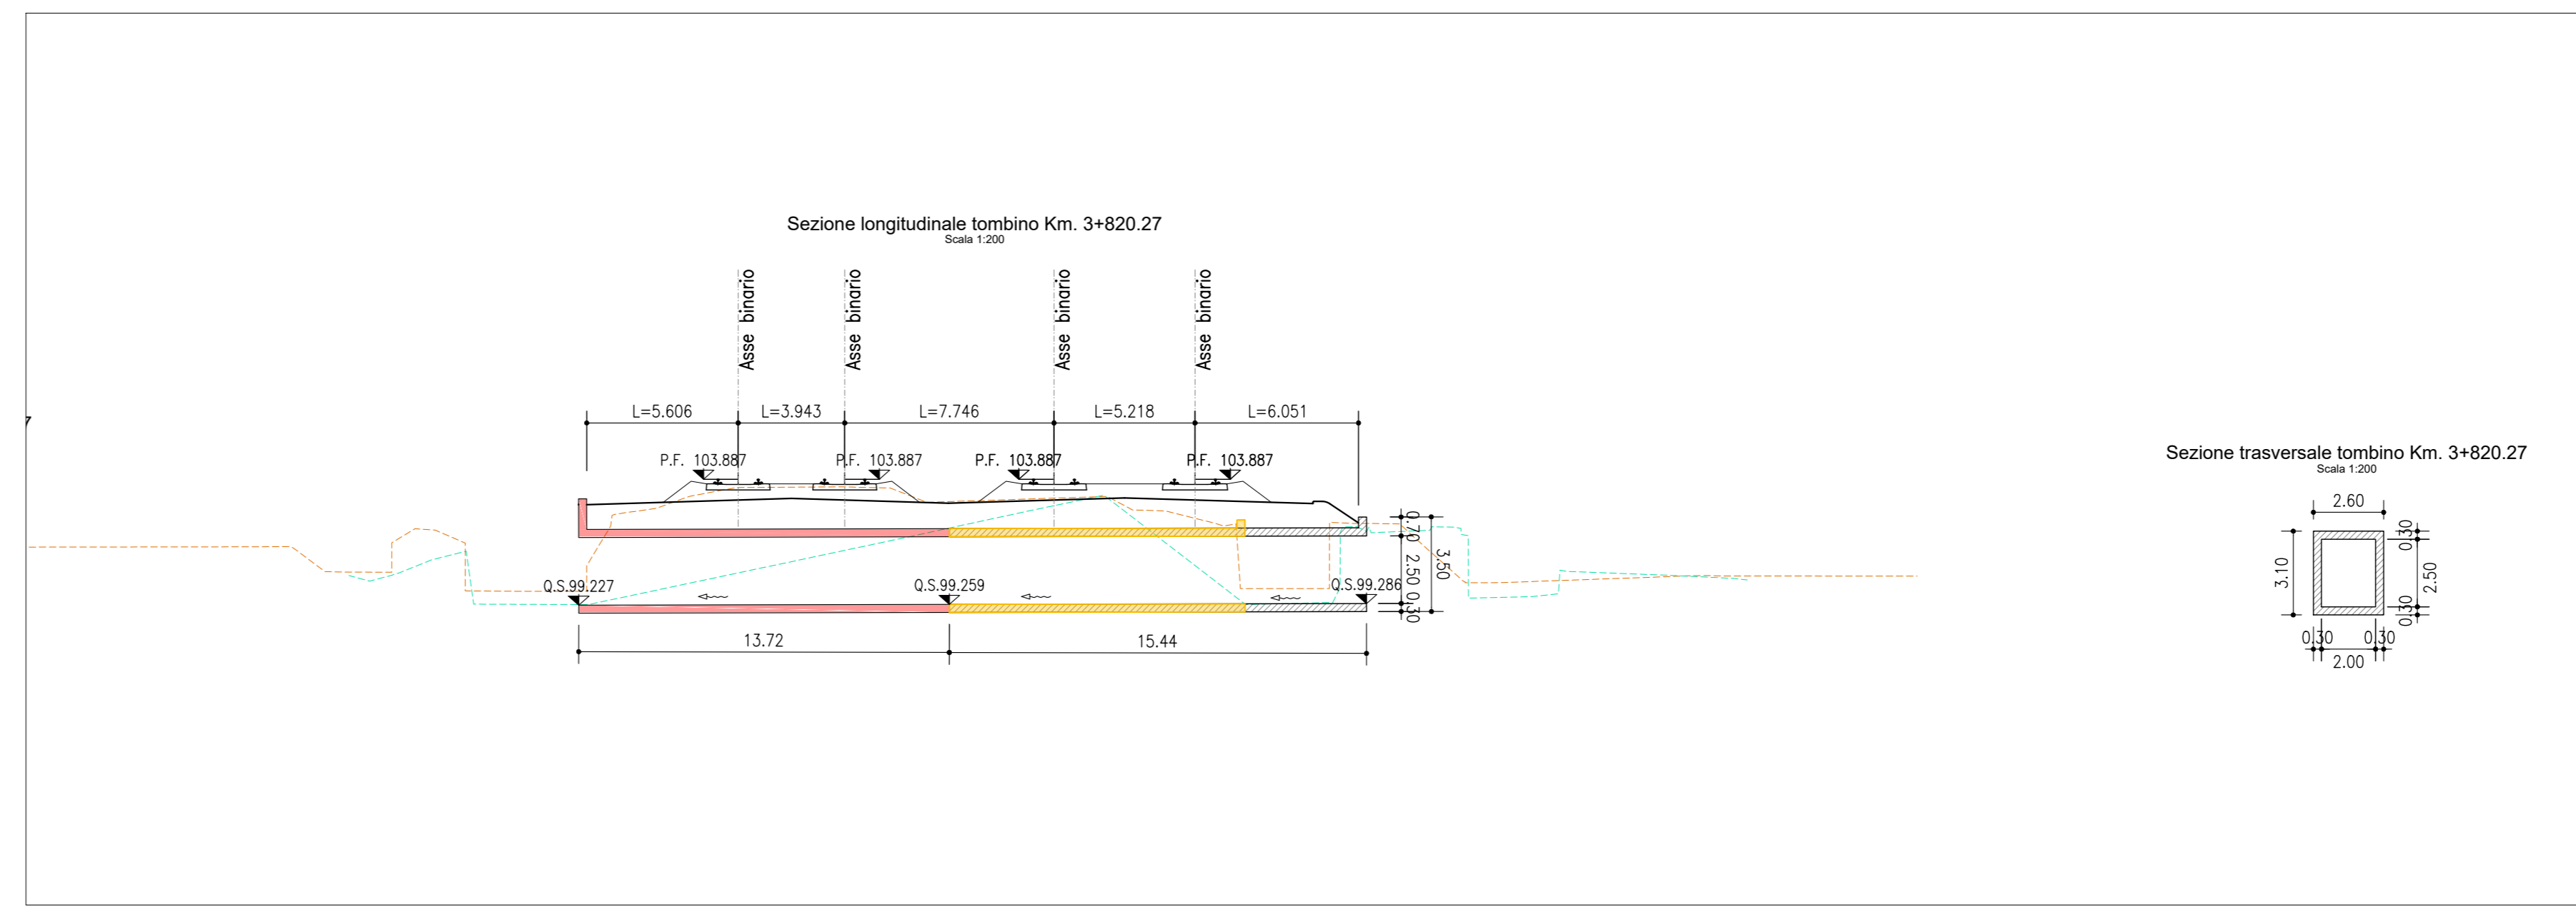 Sezione longitudinale tombino Km. 3+820.27
Scala 1:200
Asse binario
Asse binario
Asse binario
Asse binario
L=5.606
L=3.943
L=7.746
L=5.218
L=6.051
7
P.F. 103.887
P.F. 103.887
P.F. 103.887
P.F. 103.887
Q.S.99.227
Q.S.99.259
Q.S.99.286
0.70
2.50
0.30
3.50
13.72
15.44
Sezione trasversale tombino Km. 3+820.27
Scala 1:200
2.60
3.10
0.30
2.50
0.30
0.30
0.30
2.00